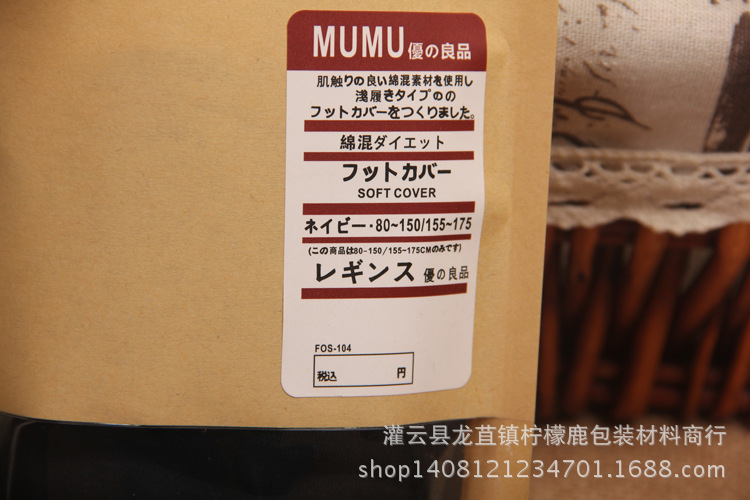 MUMU 優の良品
肌触りの良い綿混素材を使用し
浅履きタイプのの
フットカバーをつくりました。
綿混ダイエット
フットカバー
SOFT COVER
ネイビー・80~150/155~175
(この商品は80-150/155~175CMのみです)
レギンス 優の良品
FOS-104
税込 円
灌云县龙苴镇柠檬鹿包装材料商行
shop1408121234701.1688.com